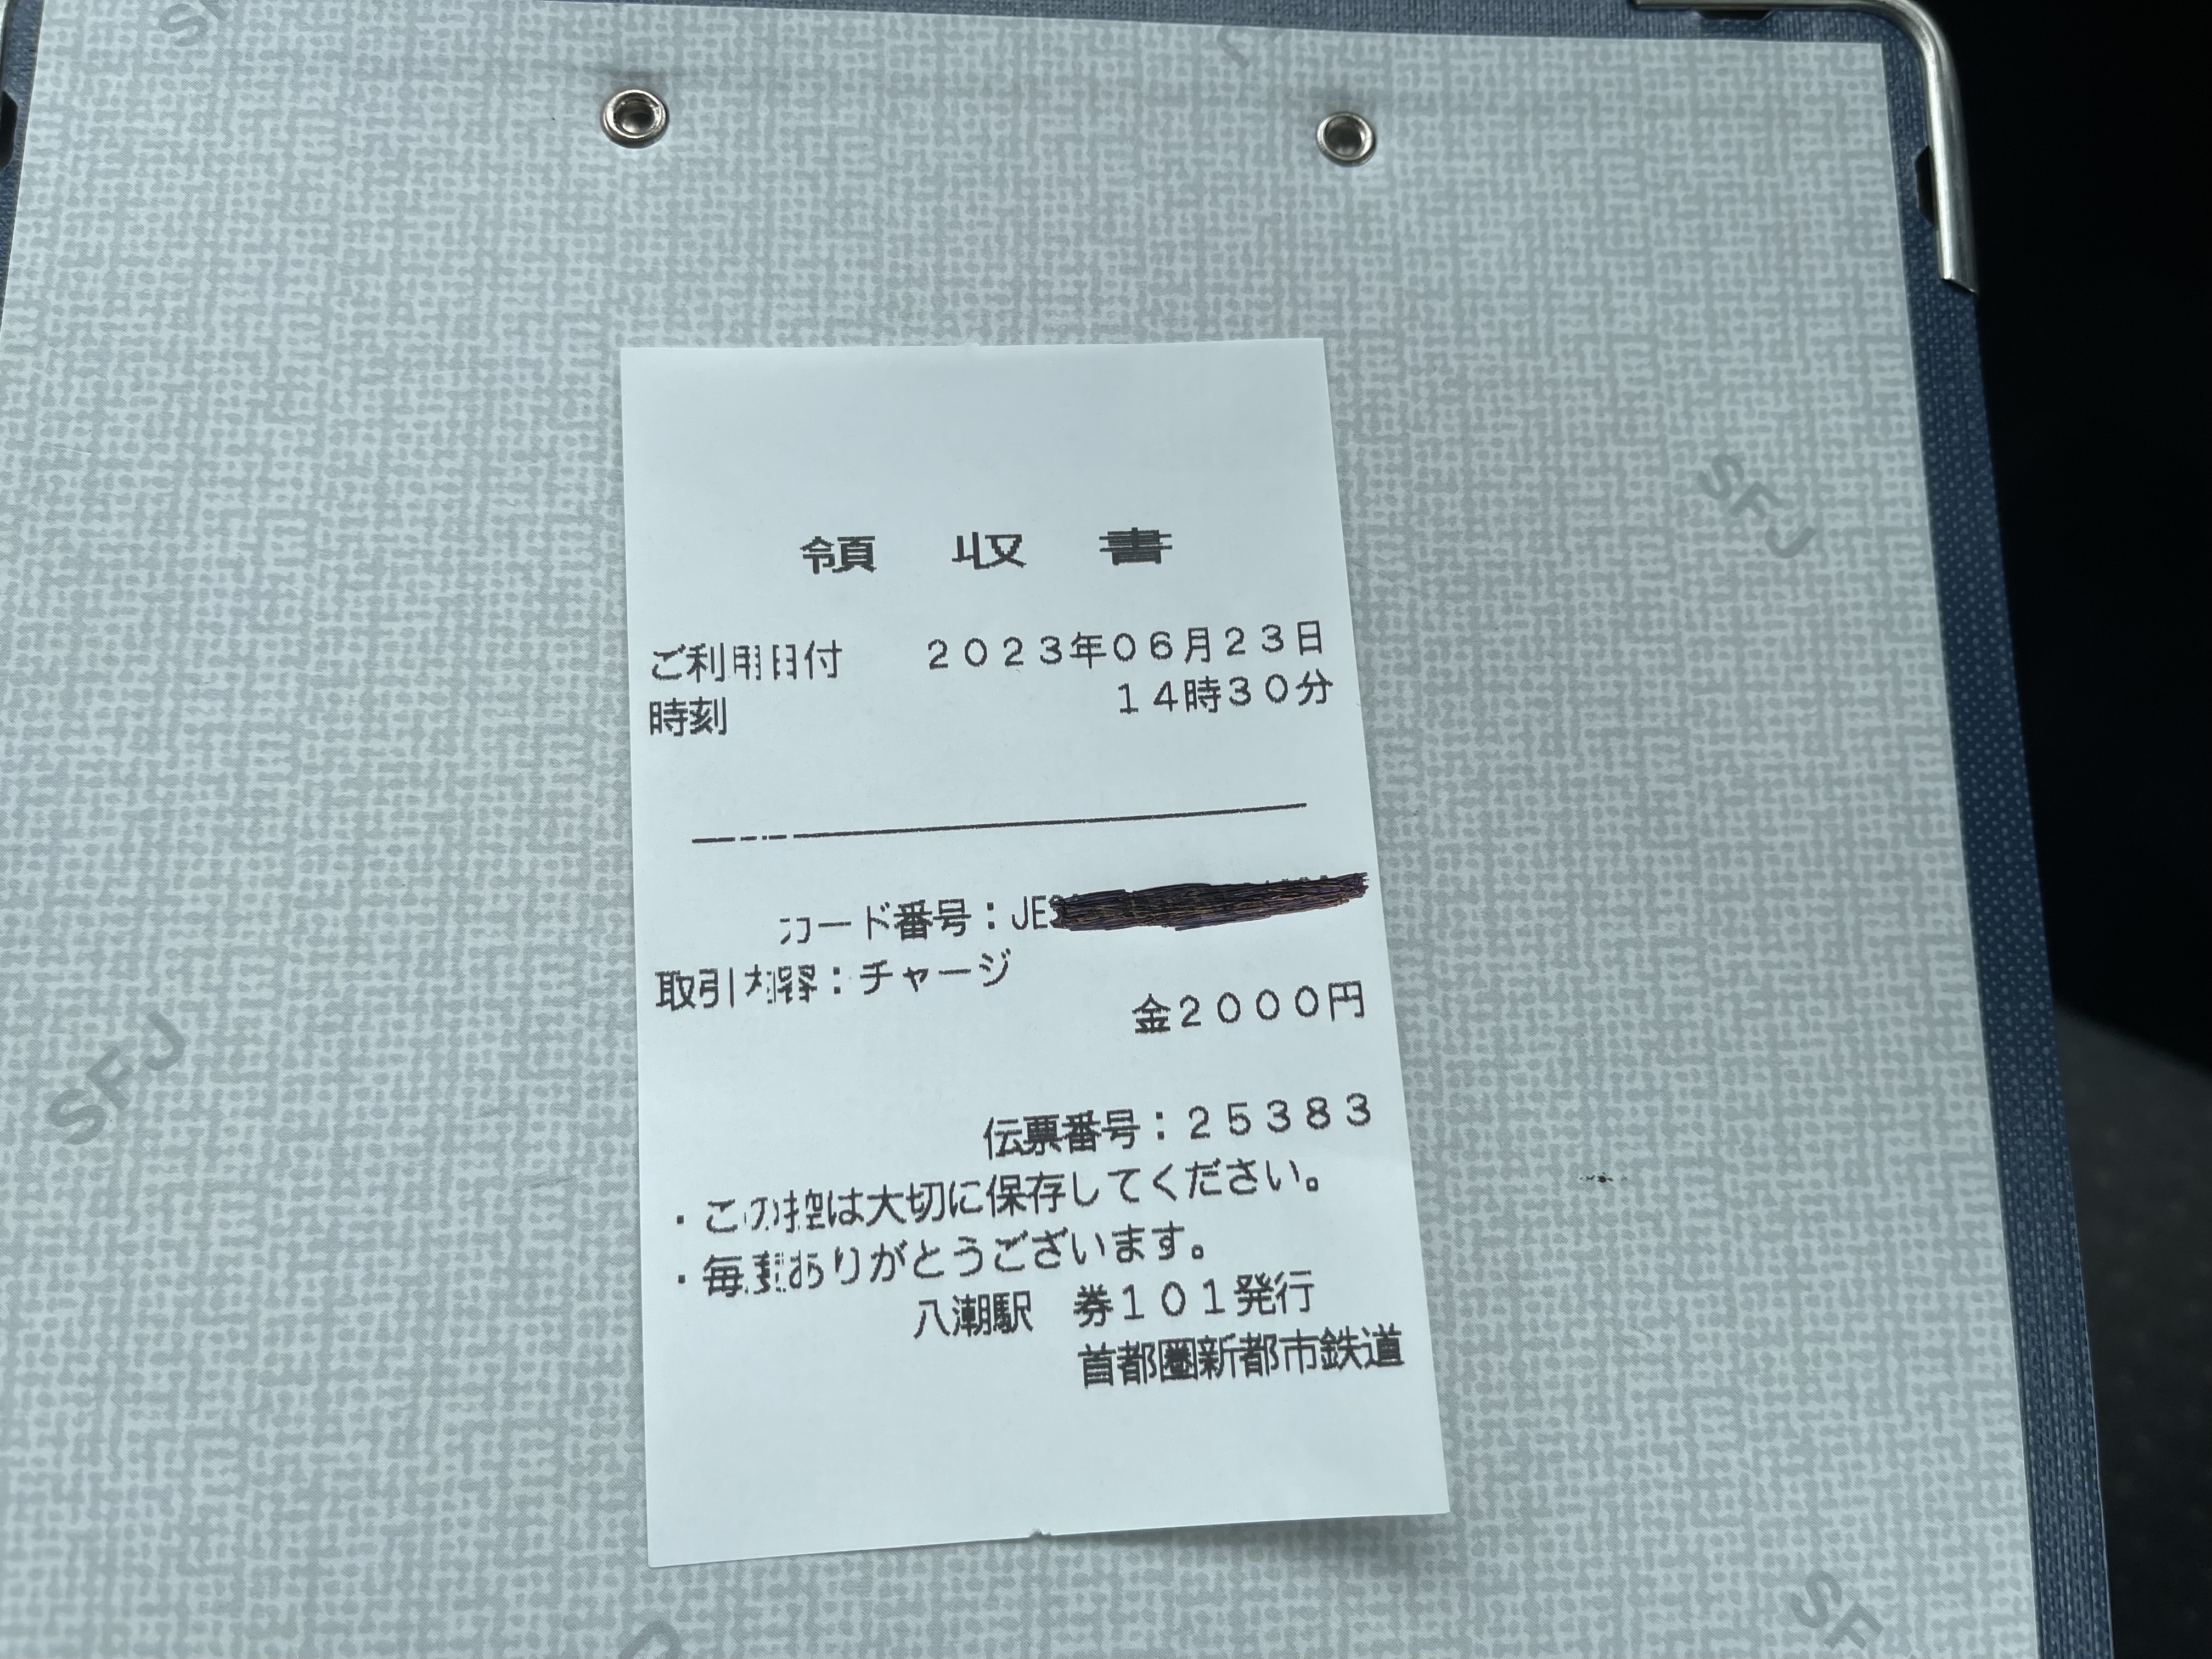 領収書
ご利用日付 2023年06月23日
時刻 14時30分
カード番号：JE
取引内容：チャージ
金2000円
伝票番号：25383
・この控は大切に保存してください。
・毎度ありがとうございます。
八潮駅 券101発行
首都圏新都市鉄道
SFJ
SFJ
SF